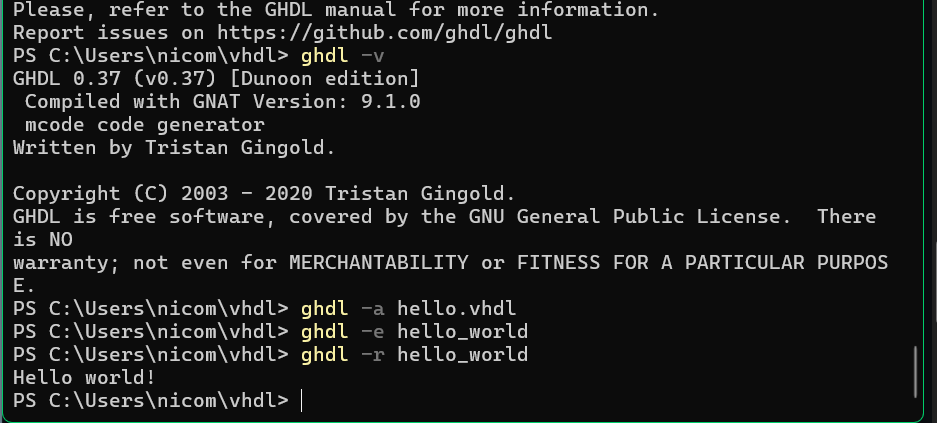 Please, refer to the GHDL manual for more information.
Report issues on https://github.com/ghdl/ghdl
PS C:\Users\nicom\vhdl> ghdl -v
GHDL 0.37 (v0.37) [Dunoon edition]
 Compiled with GNAT Version: 9.1.0
 mcode code generator
Written by Tristan Gingold.

Copyright (C) 2003 - 2020 Tristan Gingold.
GHDL is free software, covered by the GNU General Public License.  There
is NO
warranty; not even for MERCHANTABILITY or FITNESS FOR A PARTICULAR PURPOS
E.
PS C:\Users\nicom\vhdl> ghdl -a hello.vhdl
PS C:\Users\nicom\vhdl> ghdl -e hello_world
PS C:\Users\nicom\vhdl> ghdl -r hello_world
Hello world!
PS C:\Users\nicom\vhdl>